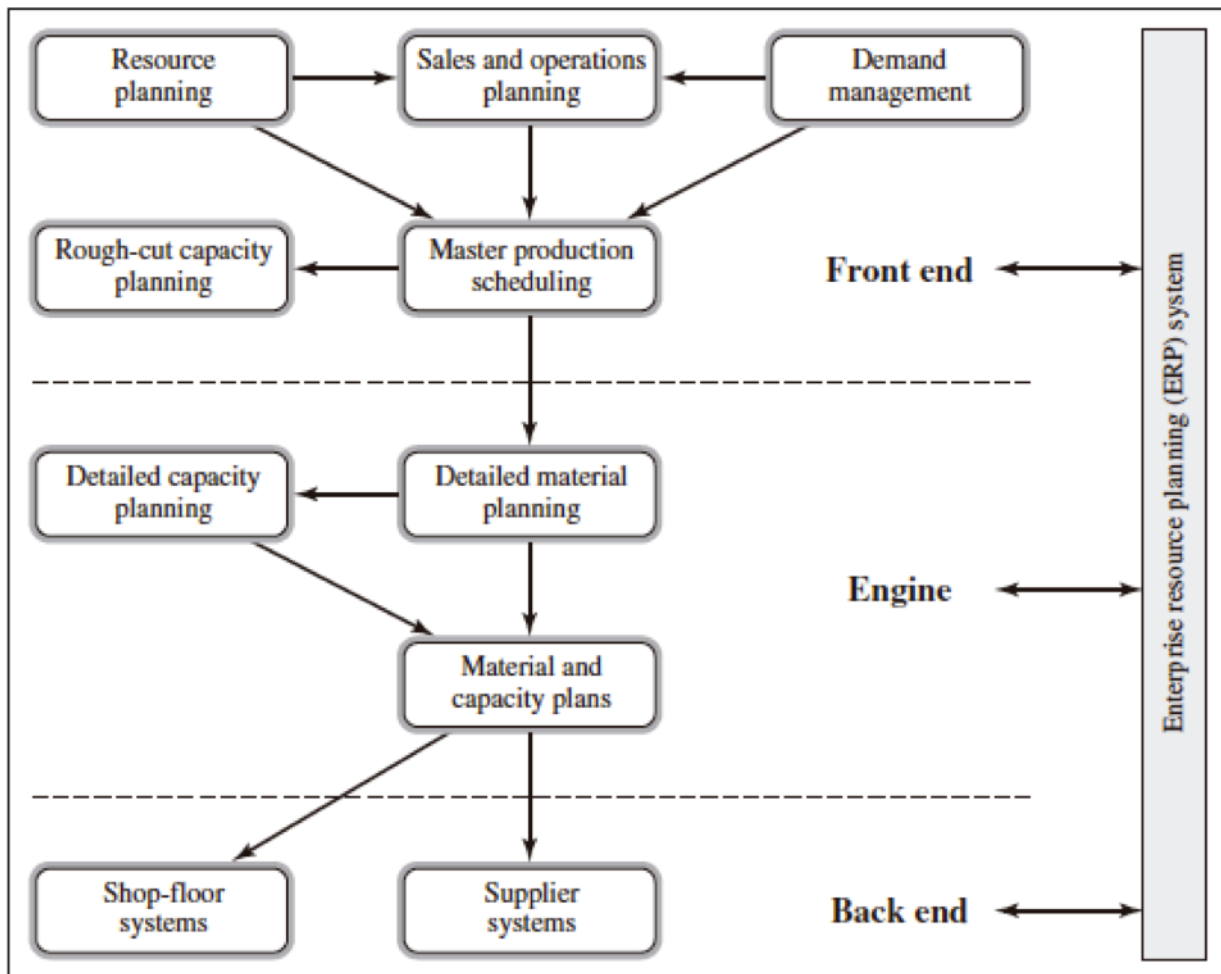 Resource
planning
Sales and operations
planning
Demand
management
Rough-cut capacity
planning
Master production
scheduling
Front end
Detailed capacity
planning
Detailed material
planning
Engine
Material and
capacity plans
Shop-floor
systems
Supplier
systems
Back end
Enterprise resource planning (ERP) system